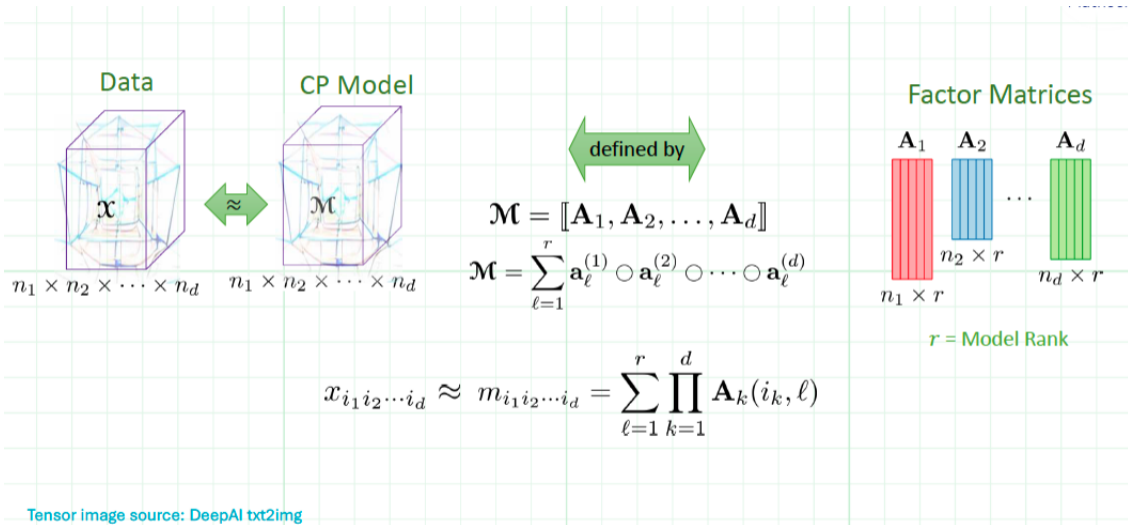 Data
CP Model
Factor Matrices
𝐀₁ 𝐀₂ 𝐀_d
defined by
𝓧 ≈ 𝓜
⋯
𝓜 = ⟦𝐀₁, 𝐀₂, . . . , 𝐀_d⟧
n₂ × r
𝓜 = ∑_{ℓ=1}^{r} 𝐚_ℓ^{(1)} ○ 𝐚_ℓ^{(2)} ○ ⋯ ○ 𝐚_ℓ^{(d)}
n₁ × n₂ × ⋯ × n_d
n₁ × n₂ × ⋯ × n_d
n_d × r
n₁ × r
r = Model Rank
x_{i₁i₂⋯i_d} ≈ m_{i₁i₂⋯i_d} = ∑_{ℓ=1}^{r} ∏_{k=1}^{d} 𝐀_k(i_k, ℓ)
Tensor image source: DeepAI txt2img